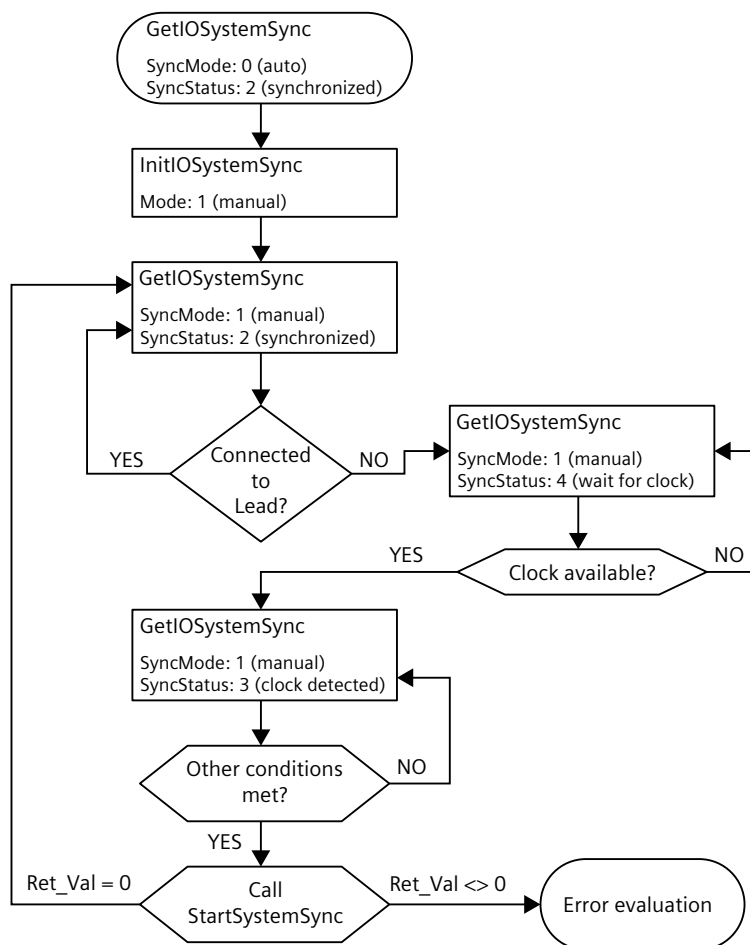 GetIOSystemSync
SyncMode: 0 (auto)
SyncStatus: 2 (synchronized)
InitIOSystemSync
Mode: 1 (manual)
GetIOSystemSync
SyncMode: 1 (manual)
SyncStatus: 2 (synchronized)
YES
Connected
to
Lead?
NO
GetIOSystemSync
SyncMode: 1 (manual)
SyncStatus: 4 (wait for clock)
YES
Clock available?
NO
GetIOSystemSync
SyncMode: 1 (manual)
SyncStatus: 3 (clock detected)
Other conditions
met?
NO
YES
Ret_Val = 0
Call
StartSystemSync
Ret_Val <> 0
Error evaluation